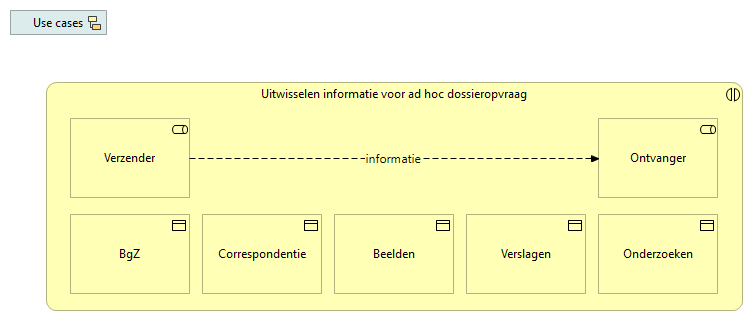 Use cases
Uitwisselen informatie voor ad hoc dossieropvraag
Verzender
informatie
Ontvanger
BgZ
Correspondentie
Beelden
Verslagen
Onderzoeken